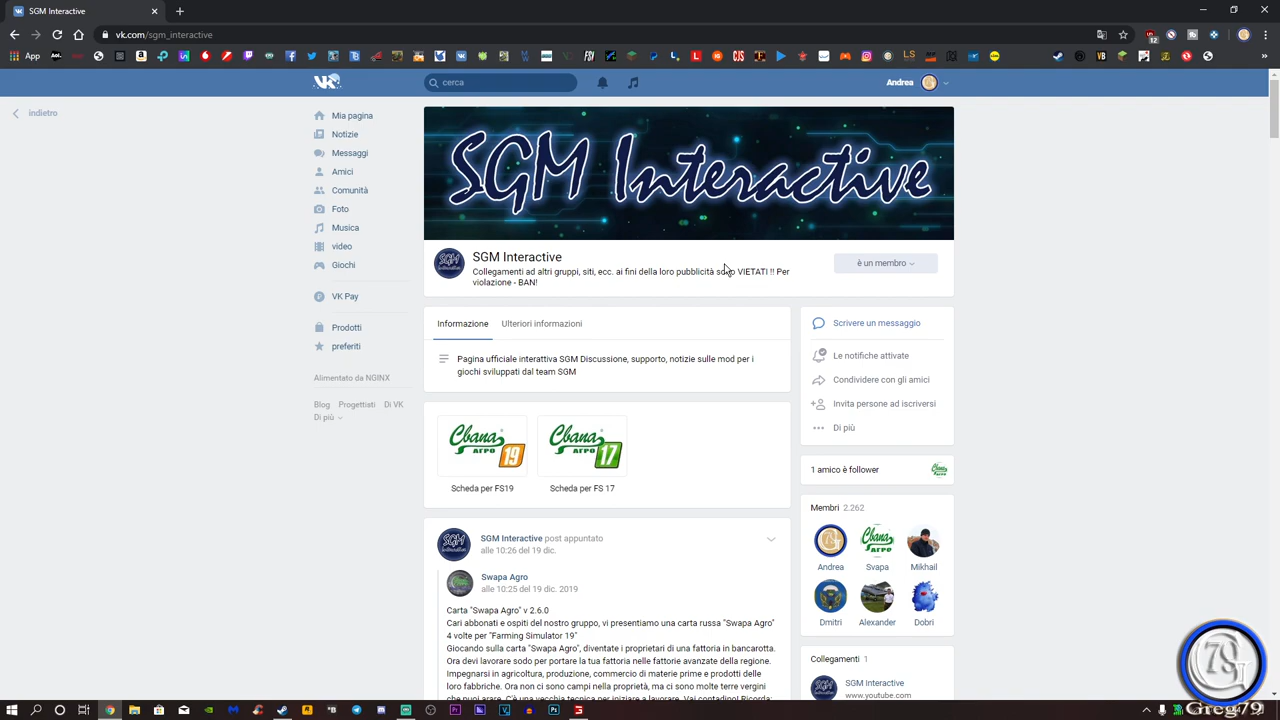 SGM Interactive
vk.com/sgm_interactive
App
cerca
Andrea
indietro
Mia pagina
Notizie
Messaggi
Amici
Comunità
Foto
Musica
video
Giochi
VK Pay
Prodotti
preferiti
Alimentato da NGINX
Blog Progettisti Di VK
Di più
SGM Interactive
SGM Interactive
Collegamenti ad altri gruppi, siti, ecc. ai fini della loro pubblicità sono VIETATI !! Per
violazione - BAN!
è un membro
Informazione Ulteriori informazioni
Pagina ufficiale interattiva SGM Discussione, supporto, notizie sulle mod per i
giochi sviluppati dal team SGM
Scheda per FS19 Scheda per FS 17
SGM Interactive post appuntato
alle 10:26 del 19 dic.
Swapa Agro
alle 10:25 del 19 dic. 2019
Carta "Swapa Agro" v 2.6.0
Cari abbonati e ospiti del nostro gruppo, vi presentiamo una carta russa "Swapa Agro"
4 volte per "Farming Simulator 19"
Giocando sulla carta "Swapa Agro", diventate i proprietari di una fattoria in bancarotta.
Ora devi lavorare sodo per portare la tua fattoria nelle fattorie avanzate della regione.
Impegnarsi in agricoltura, produzione, commercio di materie prime e prodotti delle
loro fabbriche. Ora non ci sono campi nella proprietà, ma ci sono molte terre vergini
Scrivere un messaggio
Le notifiche attivate
Condividere con gli amici
Invita persone ad iscriversi
Di più
1 amico è follower
Membri 2.262
Andrea Svapa Mikhail
Dmitri Alexander Dobri
Collegamenti 1
SGM Interactive
www.youtube.com
Greg79